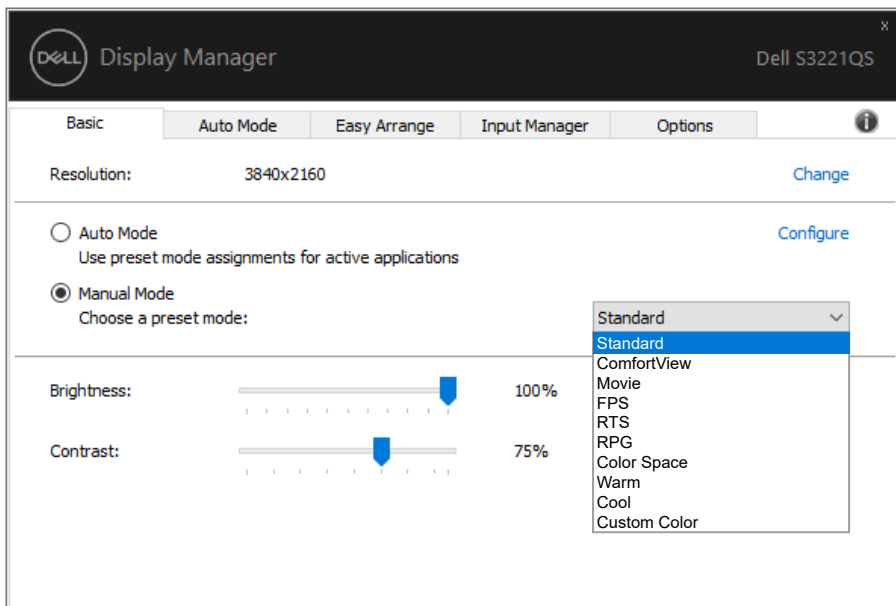 x
DELL Display Manager Dell S3221QS
Basic Auto Mode Easy Arrange Input Manager Options i
Resolution: 3840x2160 Change
Auto Mode Configure
Use preset mode assignments for active applications
Manual Mode
Choose a preset mode: Standard
Standard
ComfortView
Movie
Brightness: 100%
FPS
RTS
RPG
Contrast: 75%
Color Space
Warm
Cool
Custom Color